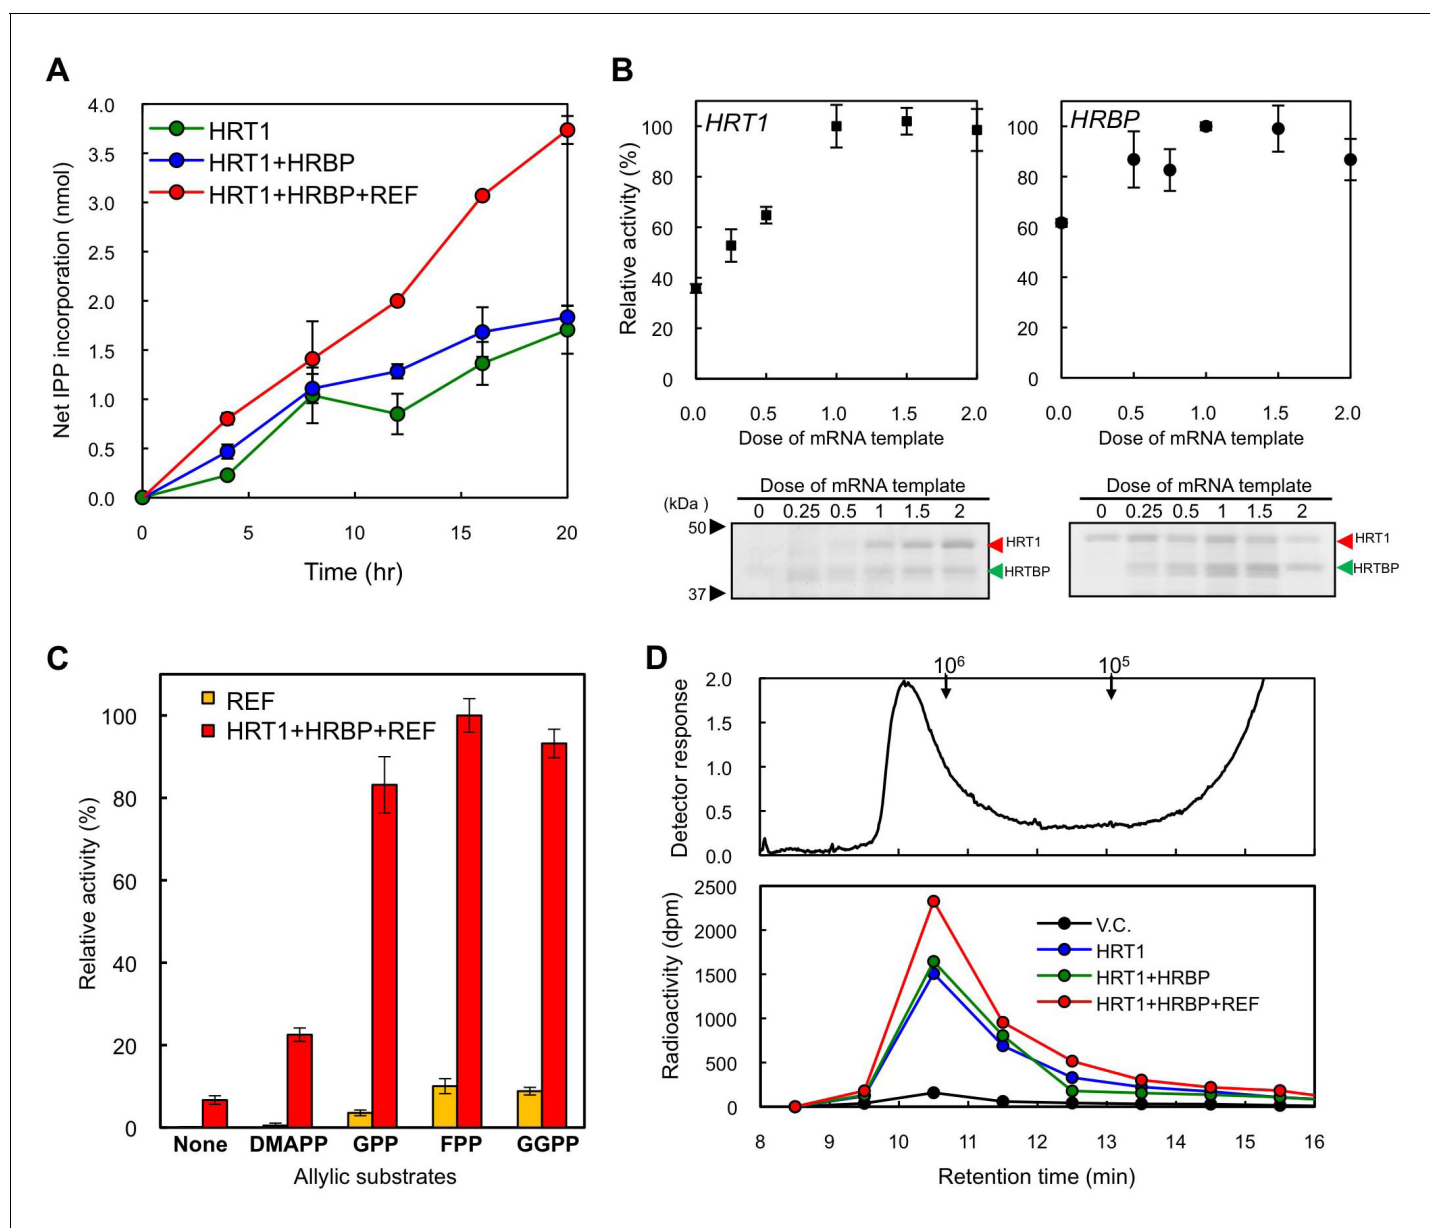 A
Net IPP incorporation (nmol)
4.0
3.5
3.0
2.5
2.0
1.5
1.0
0.5
0.0
HRT1
HRT1+HRBP
HRT1+HRBP+REF
0 5 10 15 20
Time (hr)
B
Relative activity (%)
100
80
60
40
20
0
HRT1
0.0 0.5 1.0 1.5 2.0
Dose of mRNA template
100
80
60
40
20
0
HRBP
0.0 0.5 1.0 1.5 2.0
Dose of mRNA template
Dose of mRNA template
(kDa )
0 0.25 0.5 1 1.5 2
50
37
HRT1
HRTBP
Dose of mRNA template
0 0.25 0.5 1 1.5 2
HRT1
HRTBP
C
Relative activity (%)
100
80
60
40
20
0
REF
HRT1+HRBP+REF
None DMAPP GPP FPP GGPP
Allylic substrates
D
10⁶ 10⁵
Detector response
2.0
1.5
1.0
0.5
0.0
Radioactivity (dpm)
2500
2000
1500
1000
500
0
V.C.
HRT1
HRT1+HRBP
HRT1+HRBP+REF
8 9 10 11 12 13 14 15 16
Retention time (min)